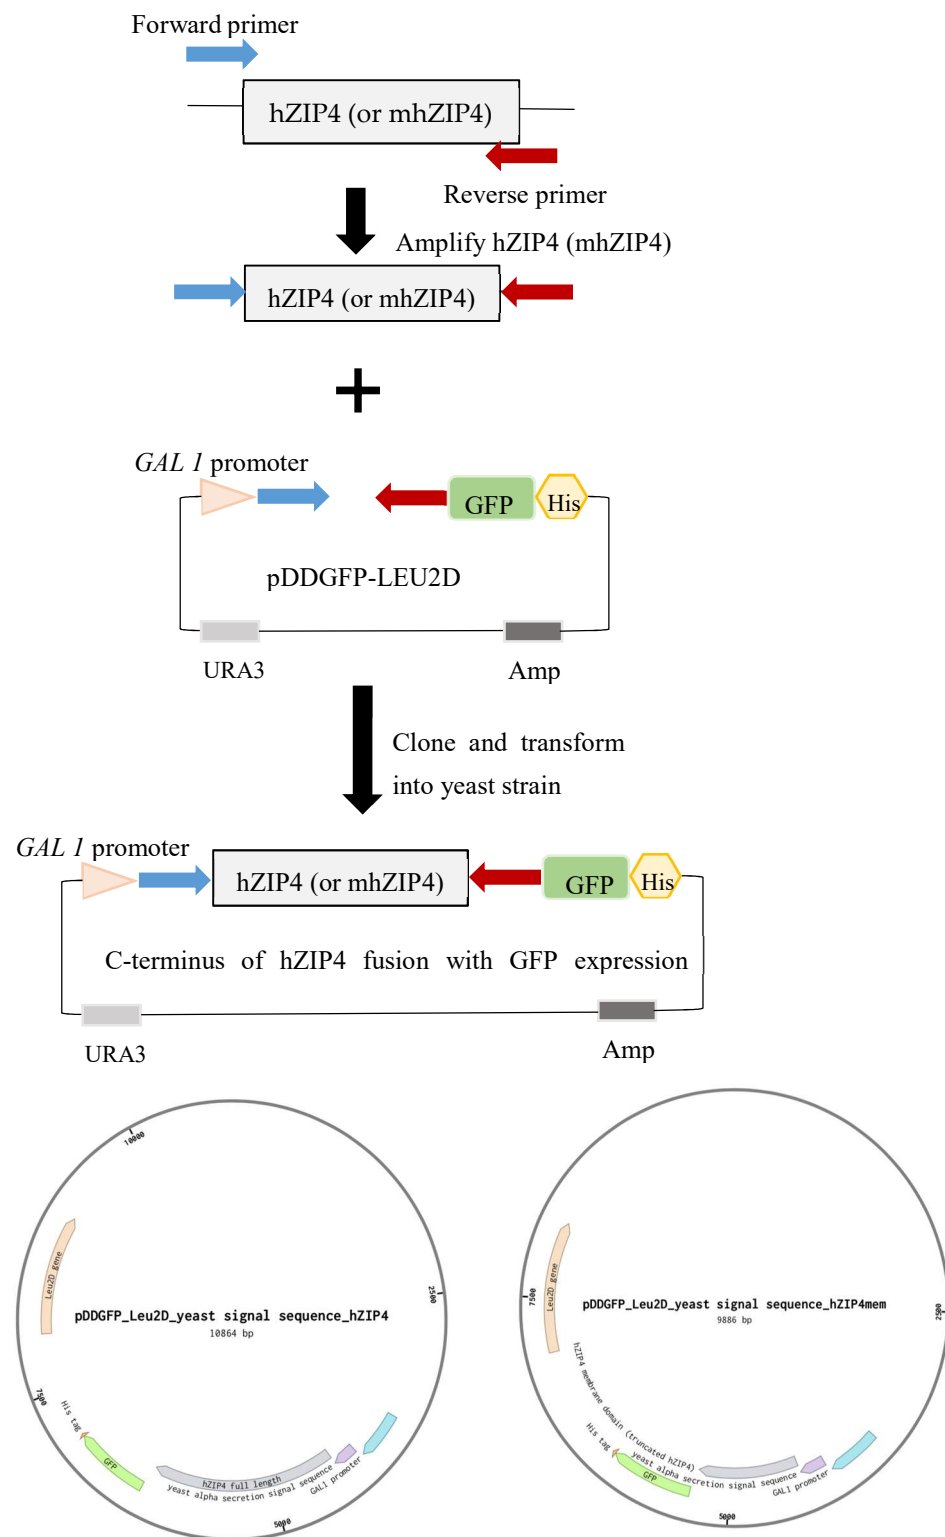 Forward primer
hZIP4 (or mhZIP4)
Reverse primer
Amplify hZIP4 (mhZIP4)
hZIP4 (or mhZIP4)
+
GAL 1 promoter
GFP
His
pDDGFP-LEU2D
URA3
Amp
Clone and transform
into yeast strain
GAL 1 promoter
hZIP4 (or mhZIP4)
GFP
His
C-terminus of hZIP4 fusion with GFP expression
URA3
Amp
10000
2500
5000
7500
Leu2D gene
pDDGFP_Leu2D_yeast signal sequence_hZIP4
10864 bp
His tag
GFP
hZIP4 full length
yeast alpha secretion signal sequence
GAL1 promoter
7500
2500
5000
Leu2D gene
pDDGFP_Leu2D_yeast signal sequence_hZIP4mem
9886 bp
hZIP4 membrane domain (truncated hZIP4)
His tag
GFP
yeast alpha secretion signal sequence
GAL1 promoter